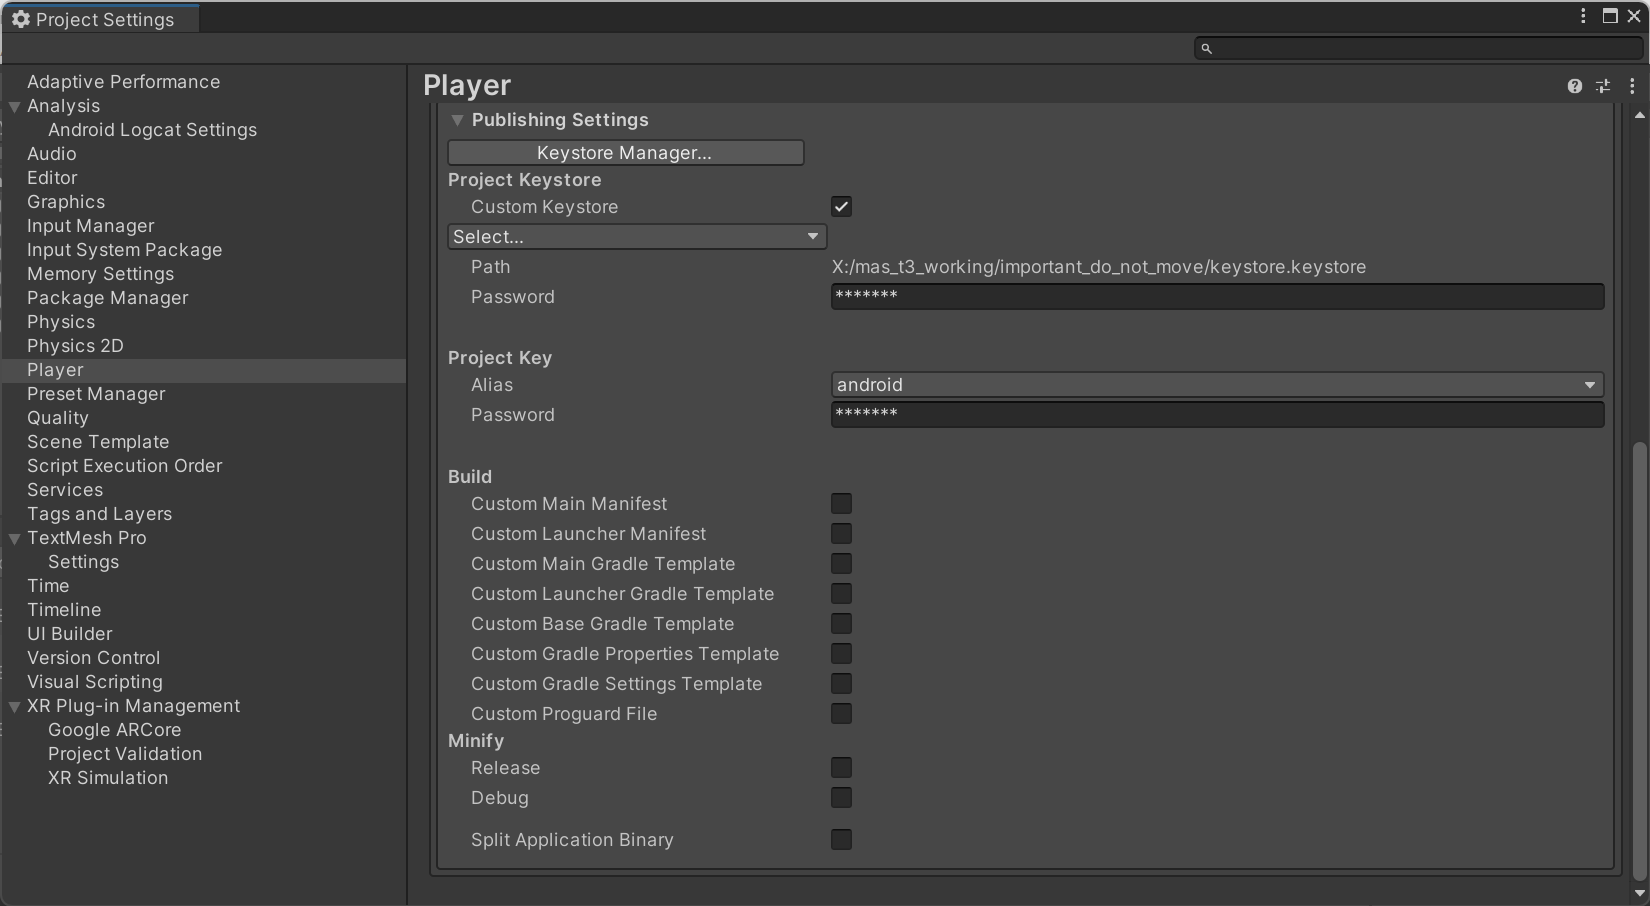 Project Settings
Adaptive Performance
Analysis
Android Logcat Settings
Audio
Editor
Graphics
Input Manager
Input System Package
Memory Settings
Package Manager
Physics
Physics 2D
Player
Preset Manager
Quality
Scene Template
Script Execution Order
Services
Tags and Layers
TextMesh Pro
Settings
Time
Timeline
UI Builder
Version Control
Visual Scripting
XR Plug-in Management
Google ARCore
Project Validation
XR Simulation
Player
Publishing Settings
Keystore Manager...
Project Keystore
Custom Keystore
Select...
Path X:/mas_t3_working/important_do_not_move/keystore.keystore
Password *******
Project Key
Alias android
Password *******
Build
Custom Main Manifest
Custom Launcher Manifest
Custom Main Gradle Template
Custom Launcher Gradle Template
Custom Base Gradle Template
Custom Gradle Properties Template
Custom Gradle Settings Template
Custom Proguard File
Minify
Release
Debug
Split Application Binary